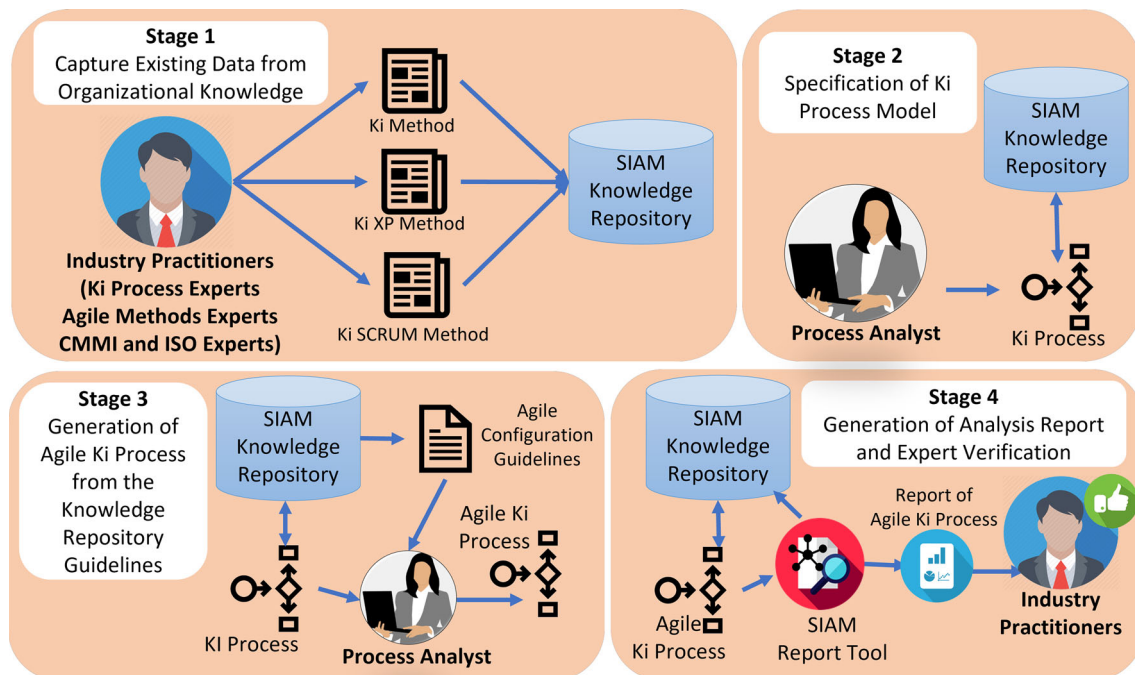 Stage 1
Capture Existing Data from
Organizational Knowledge
Ki Method
Ki XP Method
Ki SCRUM Method
SIAM
Knowledge
Repository
Industry Practitioners
(Ki Process Experts
Agile Methods Experts
CMMI and ISO Experts)
Stage 2
Specification of Ki
Process Model
SIAM
Knowledge
Repository
Process Analyst
Ki Process
Stage 3
Generation of
Agile Ki Process
from the
Knowledge
Repository
Guidelines
SIAM
Knowledge
Repository
Agile
Configuration
Guidelines
Agile Ki
Process
KI Process
Process Analyst
Stage 4
Generation of Analysis Report
and Expert Verification
SIAM
Knowledge
Repository
Report of
Agile Ki Process
Agile
Ki Process
SIAM
Report Tool
Industry
Practitioners